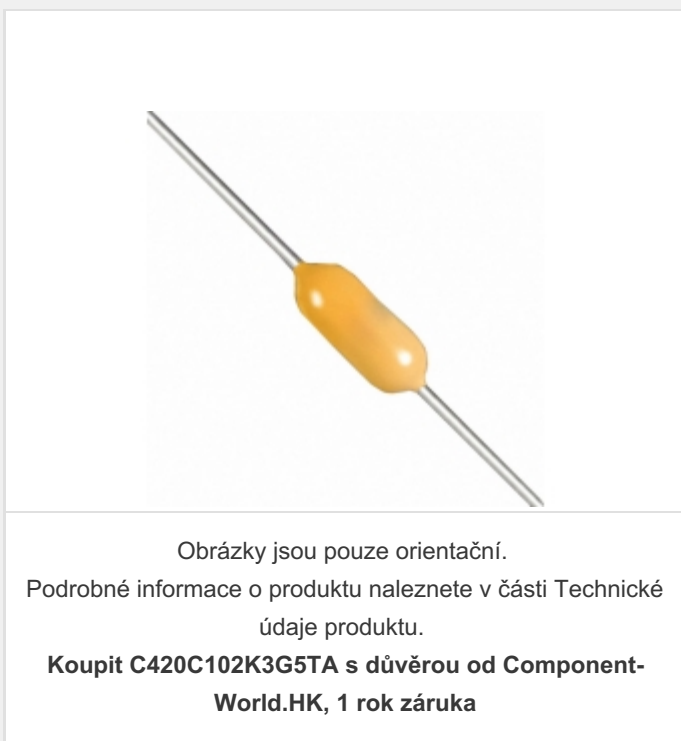 Obrázky jsou pouze orientační.
Podrobné informace o produktu naleznete v části Technické
údaje produktu.
Koupit C420C102K3G5TA s důvěrou od Component-
World.HK, 1 rok záruka